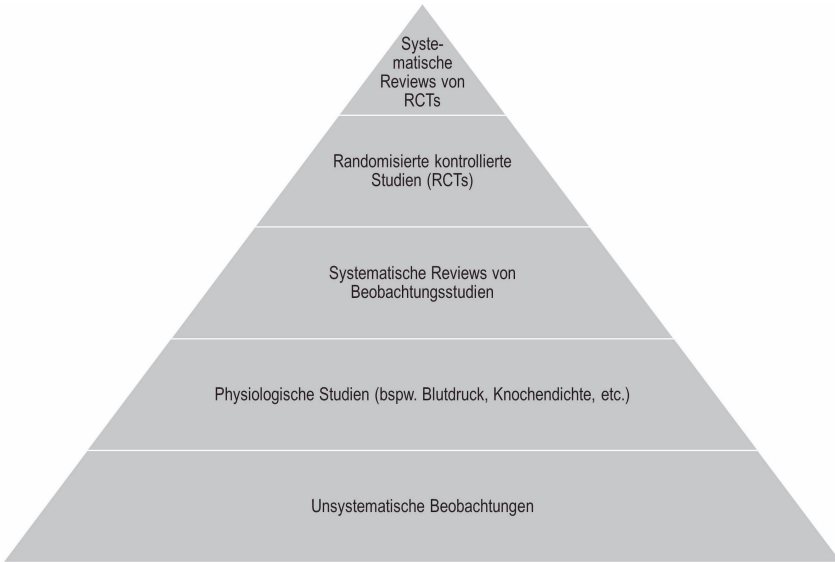 Syste-
matische
Reviews von
RCTs
Randomisierte kontrollierte
Studien (RCTs)
Systematische Reviews von
Beobachtungsstudien
Physiologische Studien (bspw. Blutdruck, Knochendichte, etc.)
Unsystematische Beobachtungen